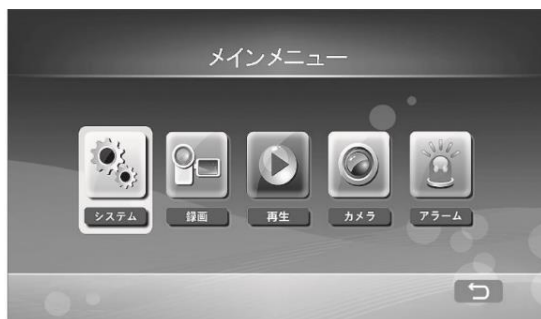 メインメニュー
システム
録画
再生
カメラ
アラーム